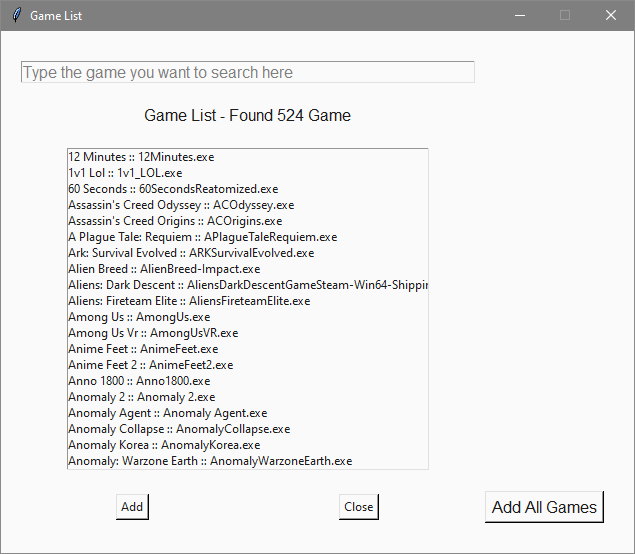 Game List
Type the game you want to search here
Game List - Found 524 Game
12 Minutes :: 12Minutes.exe
1v1 Lol :: 1v1_LOL.exe
60 Seconds :: 60SecondsReatomized.exe
Assassin's Creed Odyssey :: ACOdyssey.exe
Assassin's Creed Origins :: ACOrigins.exe
A Plague Tale: Requiem :: APlagueTaleRequiem.exe
Ark: Survival Evolved :: ARKSurvivalEvolved.exe
Alien Breed :: AlienBreed-Impact.exe
Aliens: Dark Descent :: AliensDarkDescentGameSteam-Win64-Shippin
Aliens: Fireteam Elite :: AliensFireteamElite.exe
Among Us :: AmongUs.exe
Among Us Vr :: AmongUsVR.exe
Anime Feet :: AnimeFeet.exe
Anime Feet 2 :: AnimeFeet2.exe
Anno 1800 :: Anno1800.exe
Anomaly 2 :: Anomaly 2.exe
Anomaly Agent :: Anomaly Agent.exe
Anomaly Collapse :: AnomalyCollapse.exe
Anomaly Korea :: AnomalyKorea.exe
Anomaly: Warzone Earth :: AnomalyWarzoneEarth.exe
Add
Close
Add All Games